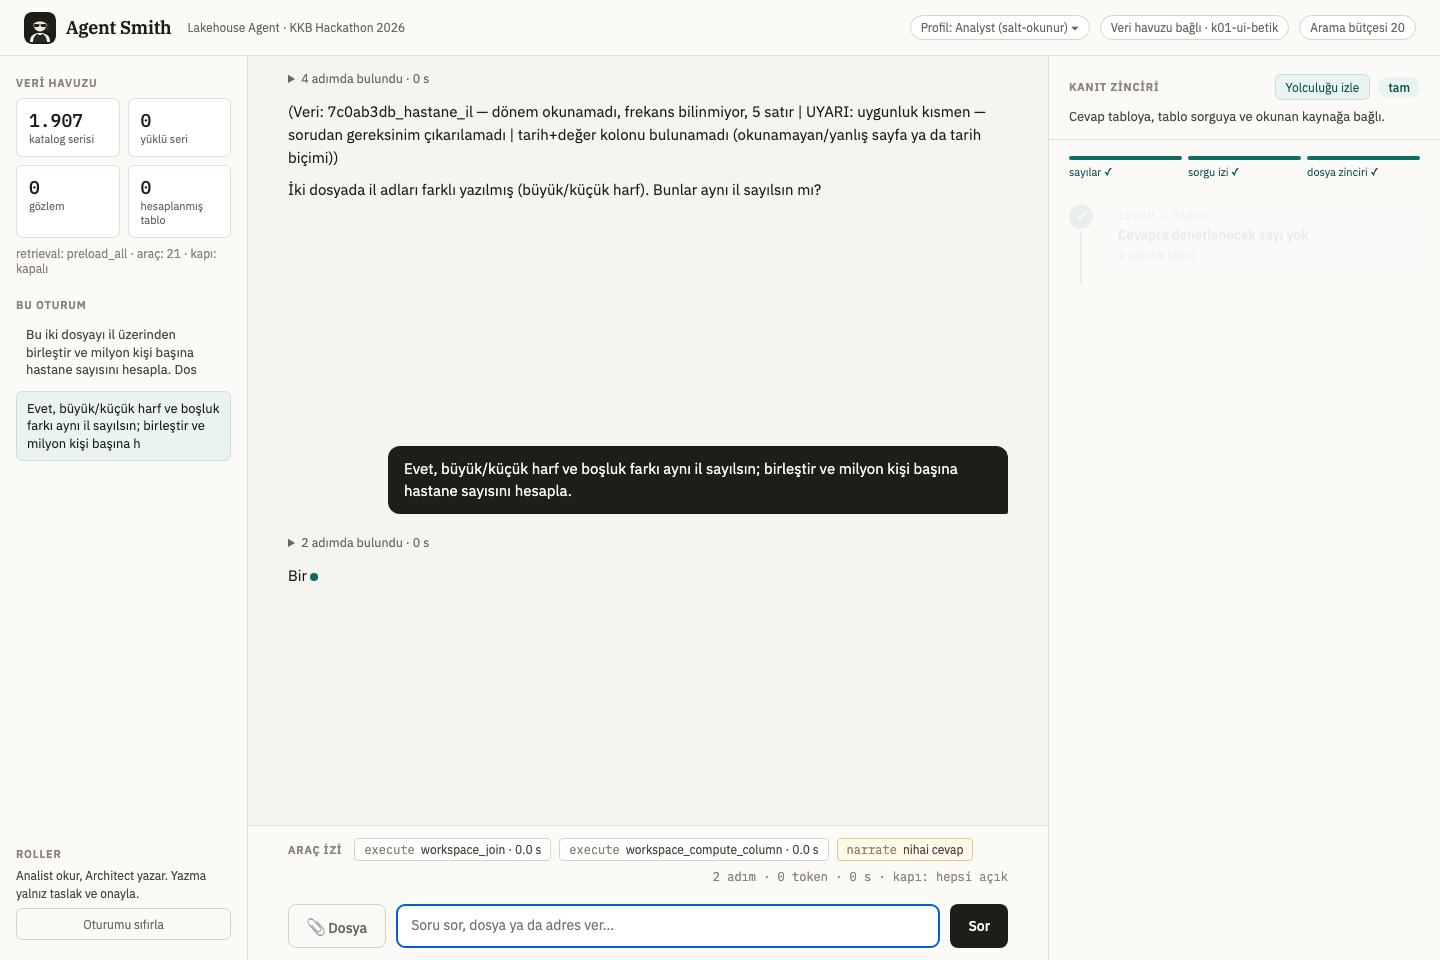 Agent Smith
Lakehouse Agent · KKB Hackathon 2026
Profil: Analyst (salt-okunur)
Veri havuzu bağlı · k01-ui-betik
Arama bütçesi 20
VERİ HAVUZU
1.907
katalog serisi
0
yüklü seri
0
gözlem
0
hesaplanmış
tablo
retrieval: preload_all · araç: 21 · kapı:
kapalı
BU OTURUM
Bu iki dosyayı il üzerinden
birleştir ve milyon kişi başına
hastane sayısını hesapla. Dos
Evet, büyük/küçük harf ve boşluk
farkı aynı il sayılsın; birleştir ve
milyon kişi başına h
ROLLER
Analist okur, Architect yazar. Yazma
yalnız taslak ve onayla.
Oturumu sıfırla
4 adımda bulundu · 0 s
(Veri: 7c0ab3db_hastane_il — dönem okunamadı, frekans bilinmiyor, 5 satır | UYARI: uygunluk kısmen —
sorudan gereksinim çıkarılamadı | tarih+değer kolonu bulunamadı (okunamayan/yanlış sayfa ya da tarih
biçimi))
İki dosyada il adları farklı yazılmış (büyük/küçük harf). Bunlar aynı il sayılsın mı?
Evet, büyük/küçük harf ve boşluk farkı aynı il sayılsın; birleştir ve milyon kişi başına
hastane sayısını hesapla.
2 adımda bulundu · 0 s
Bir
ARAÇ İZİ
execute workspace_join · 0.0 s
execute workspace_compute_column · 0.0 s
narrate nihai cevap
2 adım · 0 token · 0 s · kapı: hepsi açık
Dosya
Soru sor, dosya ya da adres ver...
Sor
KANIT ZİNCİRİ
Yolculuğu izle
tam
Cevap tabloya, tablo sorguya ve okunan kaynağa bağlı.
sayılar ✓
sorgu izi ✓
dosya zinciri ✓
CEVAP → TABLO
Cevapta denetlenecek sayı yok
4 satırlık tablo